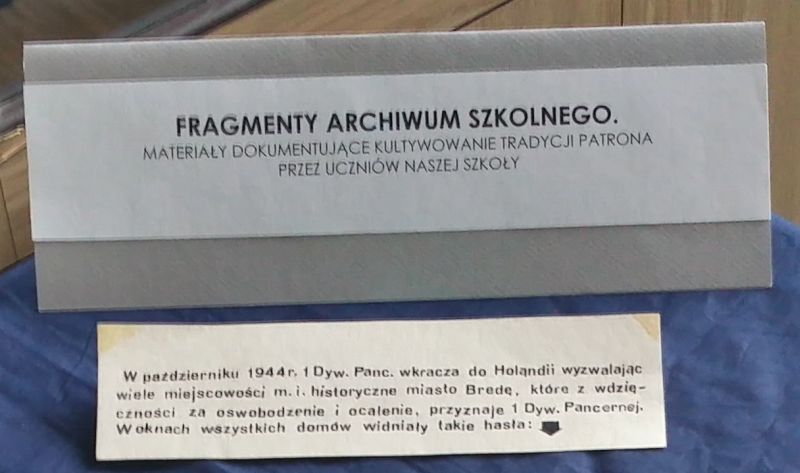 FRAGMENTY ARCHIWUM SZKOLNEGO.
MATERIAŁY DOKUMENTUJĄCE KULTYWOWANIE TRADYCJI PATRONA
PRZEZ UCZNIÓW NASZEJ SZKOŁY
W październiku 1944r. 1 Dyw. Panc. wkracza do Holandii wyzwalając
wiele miejscowości m.i. historyczne miasto Bredę, które z wdzię-
czności za oswobodzenie i ocalenie, przyznaje 1 Dyw. Pancernej.
W oknach wszystkich domów widniały takie hasła: